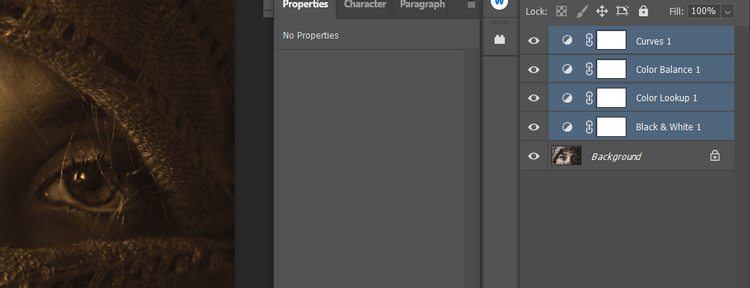 Properties Character Paragraph
No Properties
W
Lock: Fill: 100%
Curves 1
Color Balance 1
Color Lookup 1
Black & White 1
Background